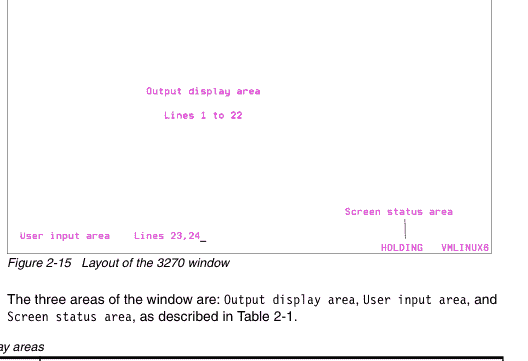 Output display area
Lines 1 to 22
Screen status area
User input area Lines 23,24_
HOLDING VMLINUX6
Figure 2-15 Layout of the 3270 window
The three areas of the window are: Output display area, User input area, and
Screen status area, as described in Table 2-1.
ay areas